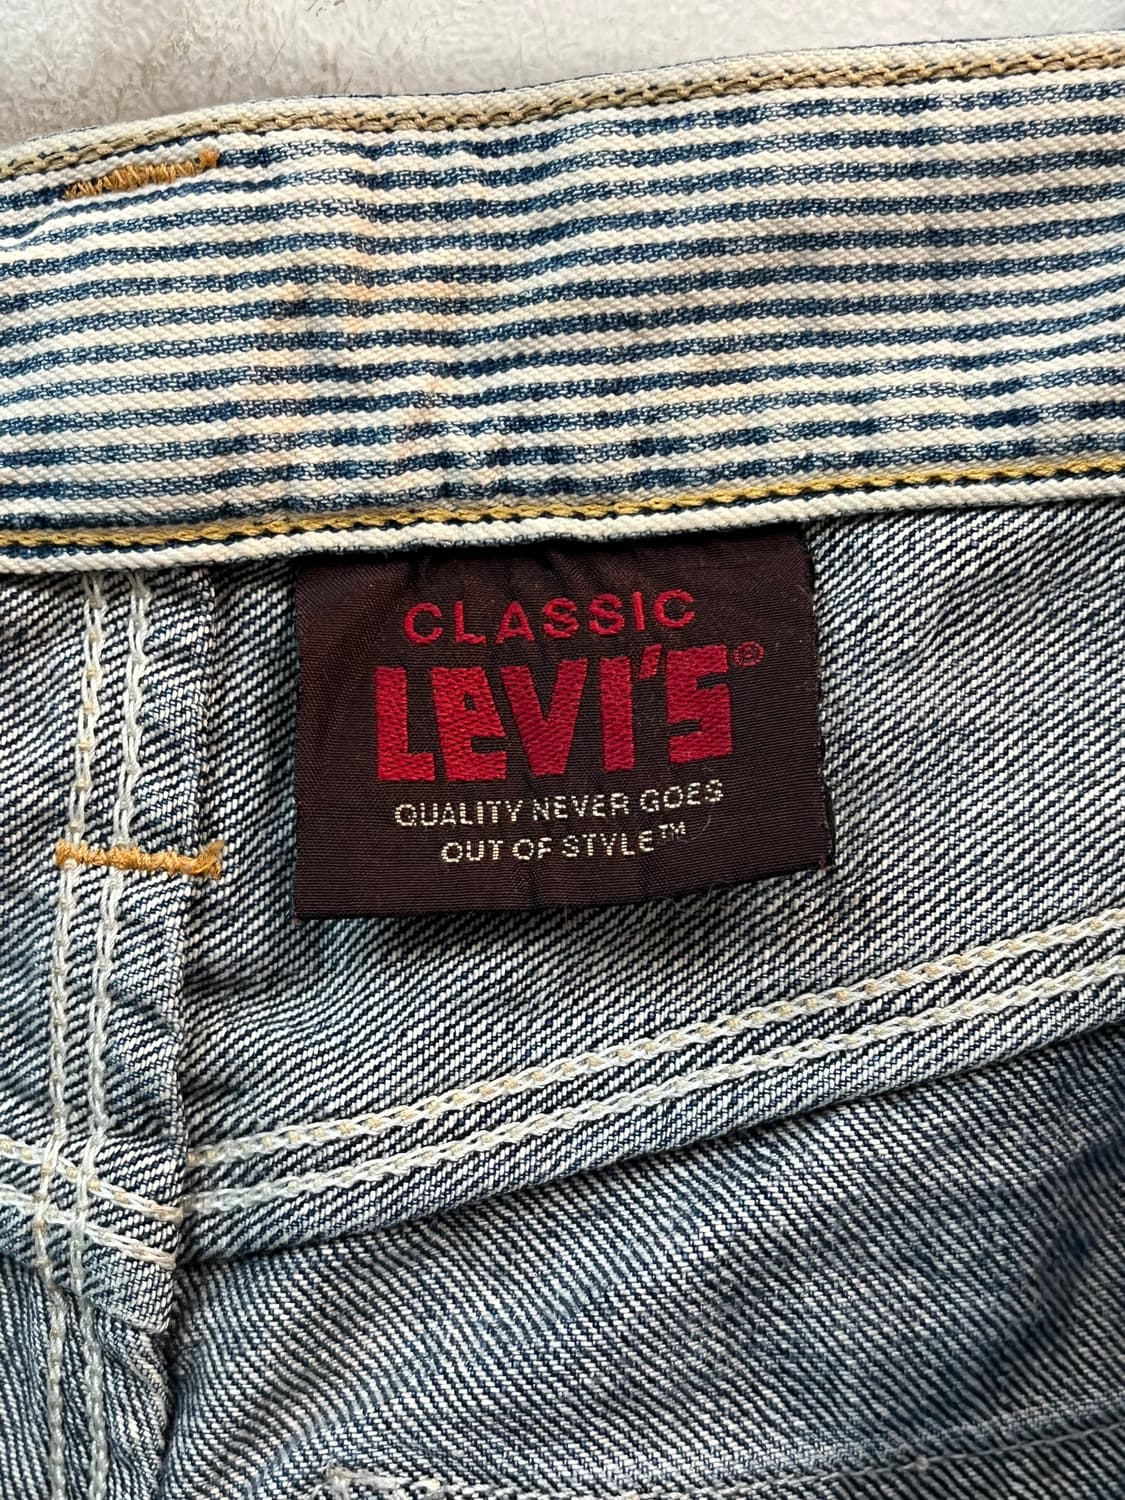 CLASSIC
LEVI'S®
QUALITY NEVER GOES
OUT OF STYLE™